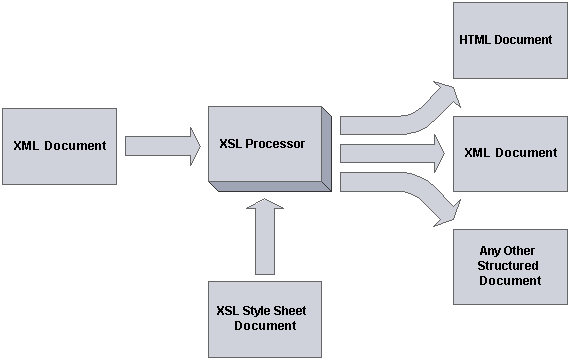 HTML Document
XML Document
XSL Processor
XML Document
Any Other
Structured
Document
XSL Style Sheet
Document